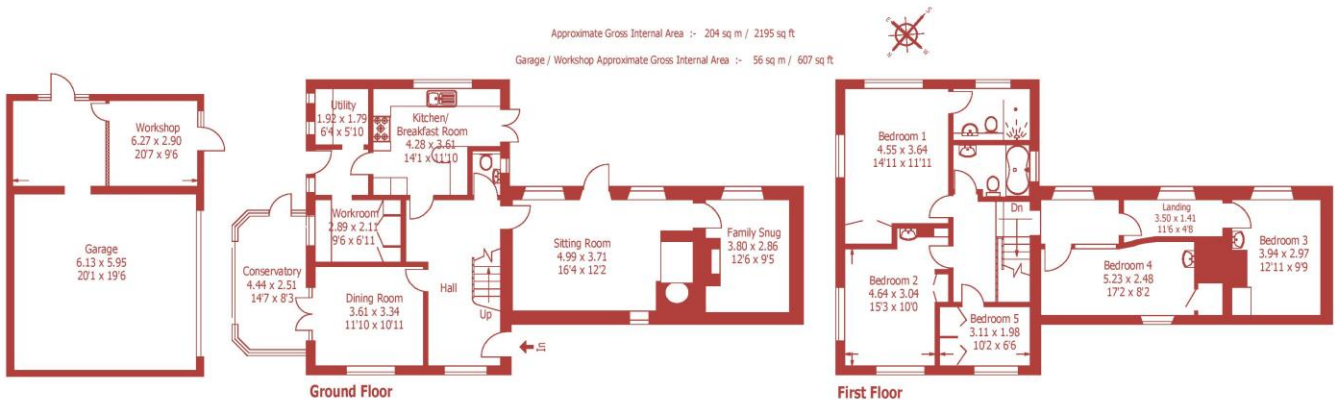 Approximate Gross Internal Area :- 204 sq m / 2195 sq ft
Garage / Workshop Approximate Gross Internal Area :- 56 sq m / 607 sq ft
Workshop
6.27 x 2.90
20'7 x 9'6
Garage
6.13 x 5.95
20'1 x 19'6
Utility
1.92 x 1.79
6'4 x 5'10
Kitchen/
Breakfast Room
4.28 x 3.61
14'1 x 11'10
Workroom
2.89 x 2.11
9'6 x 6'11
Conservatory
4.44 x 2.51
14'7 x 8'3
Dining Room
3.61 x 3.34
11'10 x 10'11
Hall
Up
In
Sitting Room
4.99 x 3.71
16'4 x 12'2
Family Snug
3.80 x 2.86
12'6 x 9'5
Ground Floor
Bedroom 1
4.55 x 3.64
14'11 x 11'11
Dn
Landing
3.50 x 1.41
11'6 x 4'8
Bedroom 2
4.64 x 3.04
15'3 x 10'0
Bedroom 5
3.11 x 1.98
10'2 x 6'6
Bedroom 4
5.23 x 2.48
17'2 x 8'2
Bedroom 3
3.94 x 2.97
12'11 x 9'9
First Floor